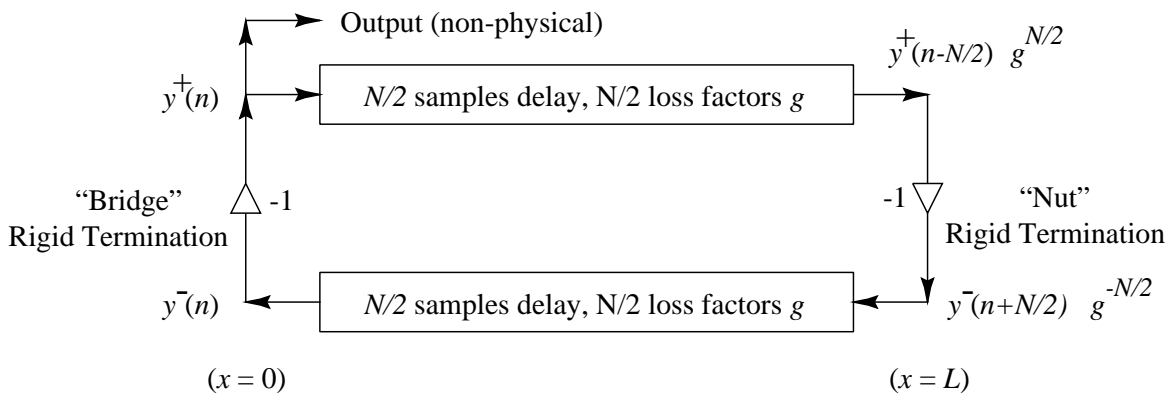 Output (non-physical)
y⁺(n-N/2) g^{N/2}
y⁺(n)
N/2 samples delay, N/2 loss factors g
“Bridge”
Rigid Termination
-1
-1
“Nut”
Rigid Termination
y⁻(n)
N/2 samples delay, N/2 loss factors g
y⁻(n+N/2) g^{-N/2}
(x = 0)
(x = L)